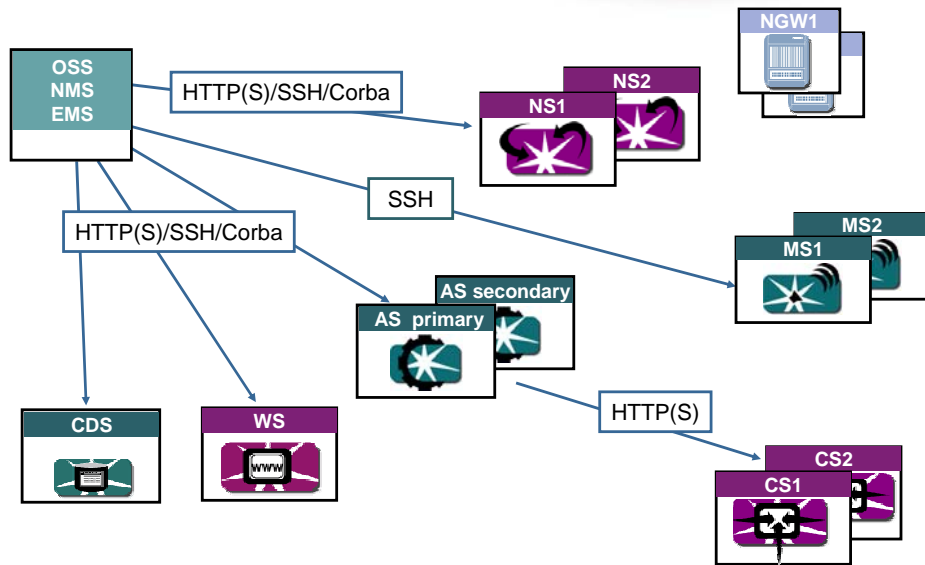 NGW1
OSS
NMS
EMS
HTTP(S)/SSH/Corba
NS2
NS1
SSH
HTTP(S)/SSH/Corba
MS2
MS1
AS secondary
AS primary
HTTP(S)
CDS
WS
www
CS2
CS1